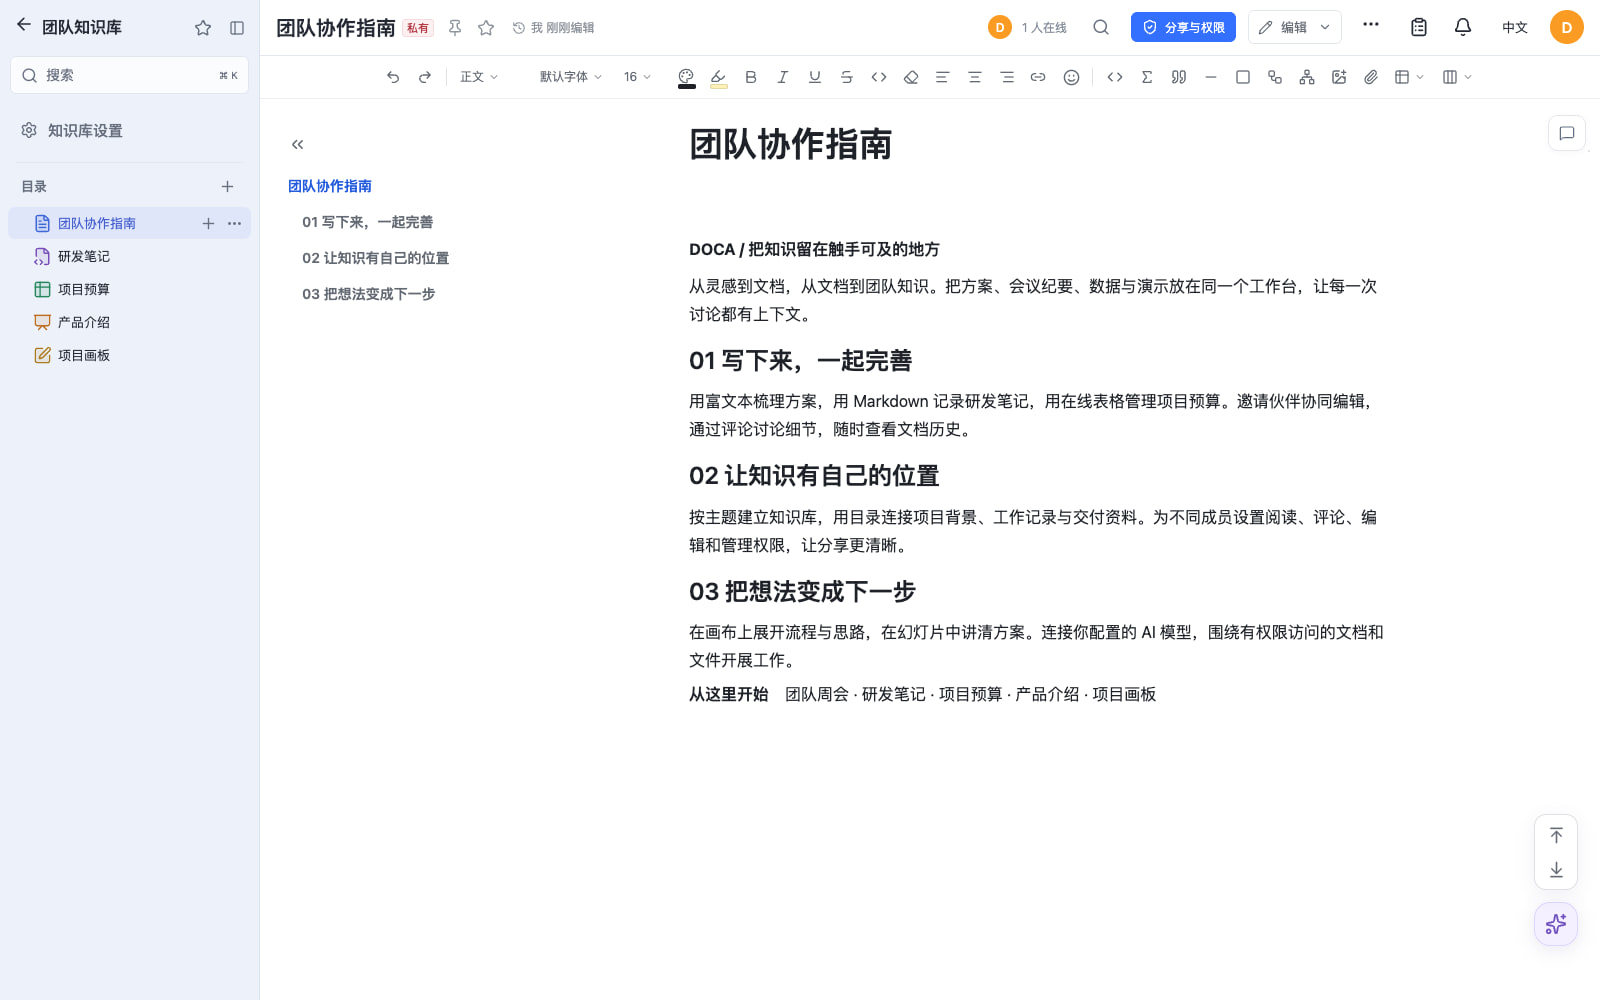 团队知识库
搜索
⌘ K
知识库设置
目录
团队协作指南
研发笔记
项目预算
产品介绍
项目画板
团队协作指南 私有 我 刚刚编辑
D 1 人在线 分享与权限 编辑 中文 D
正文 默认字体 16
团队协作指南
01 写下来，一起完善
02 让知识有自己的位置
03 把想法变成下一步
团队协作指南
DOCA / 把知识留在触手可及的地方
从灵感到文档，从文档到团队知识。把方案、会议纪要、数据与演示放在同一个工作台，让每一次
讨论都有上下文。
01 写下来，一起完善
用富文本梳理方案，用 Markdown 记录研发笔记，用在线表格管理项目预算。邀请伙伴协同编辑，
通过评论讨论细节，随时查看文档历史。
02 让知识有自己的位置
按主题建立知识库，用目录连接项目背景、工作记录与交付资料。为不同成员设置阅读、评论、编
辑和管理权限，让分享更清晰。
03 把想法变成下一步
在画布上展开流程与思路，在幻灯片中讲清方案。连接你配置的 AI 模型，围绕有权限访问的文档和
文件开展工作。
从这里开始 团队周会 · 研发笔记 · 项目预算 · 产品介绍 · 项目画板